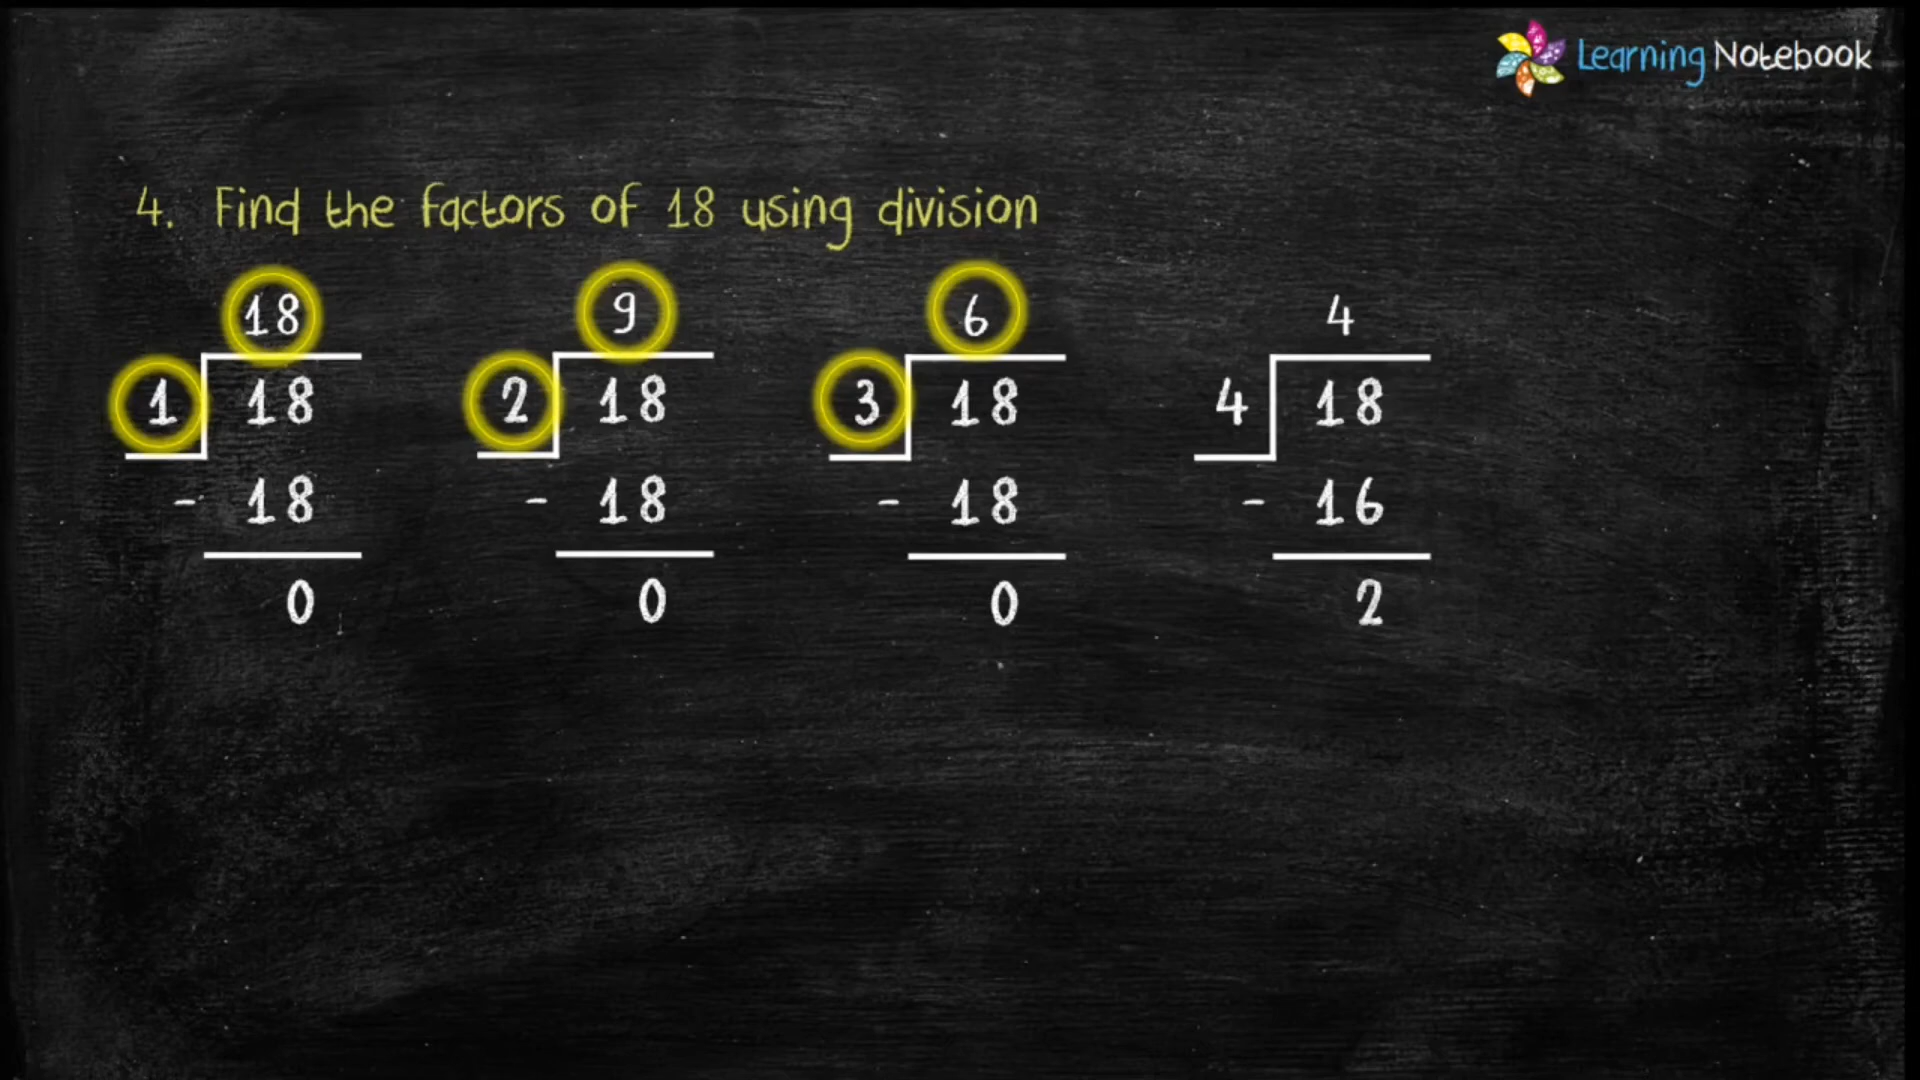 Learning Notebook
4. Find the factors of 18 using division
18 9 6 4
1 18 2 18 3 18 4 18
- 18 - 18 - 18 - 16
0 0 0 2